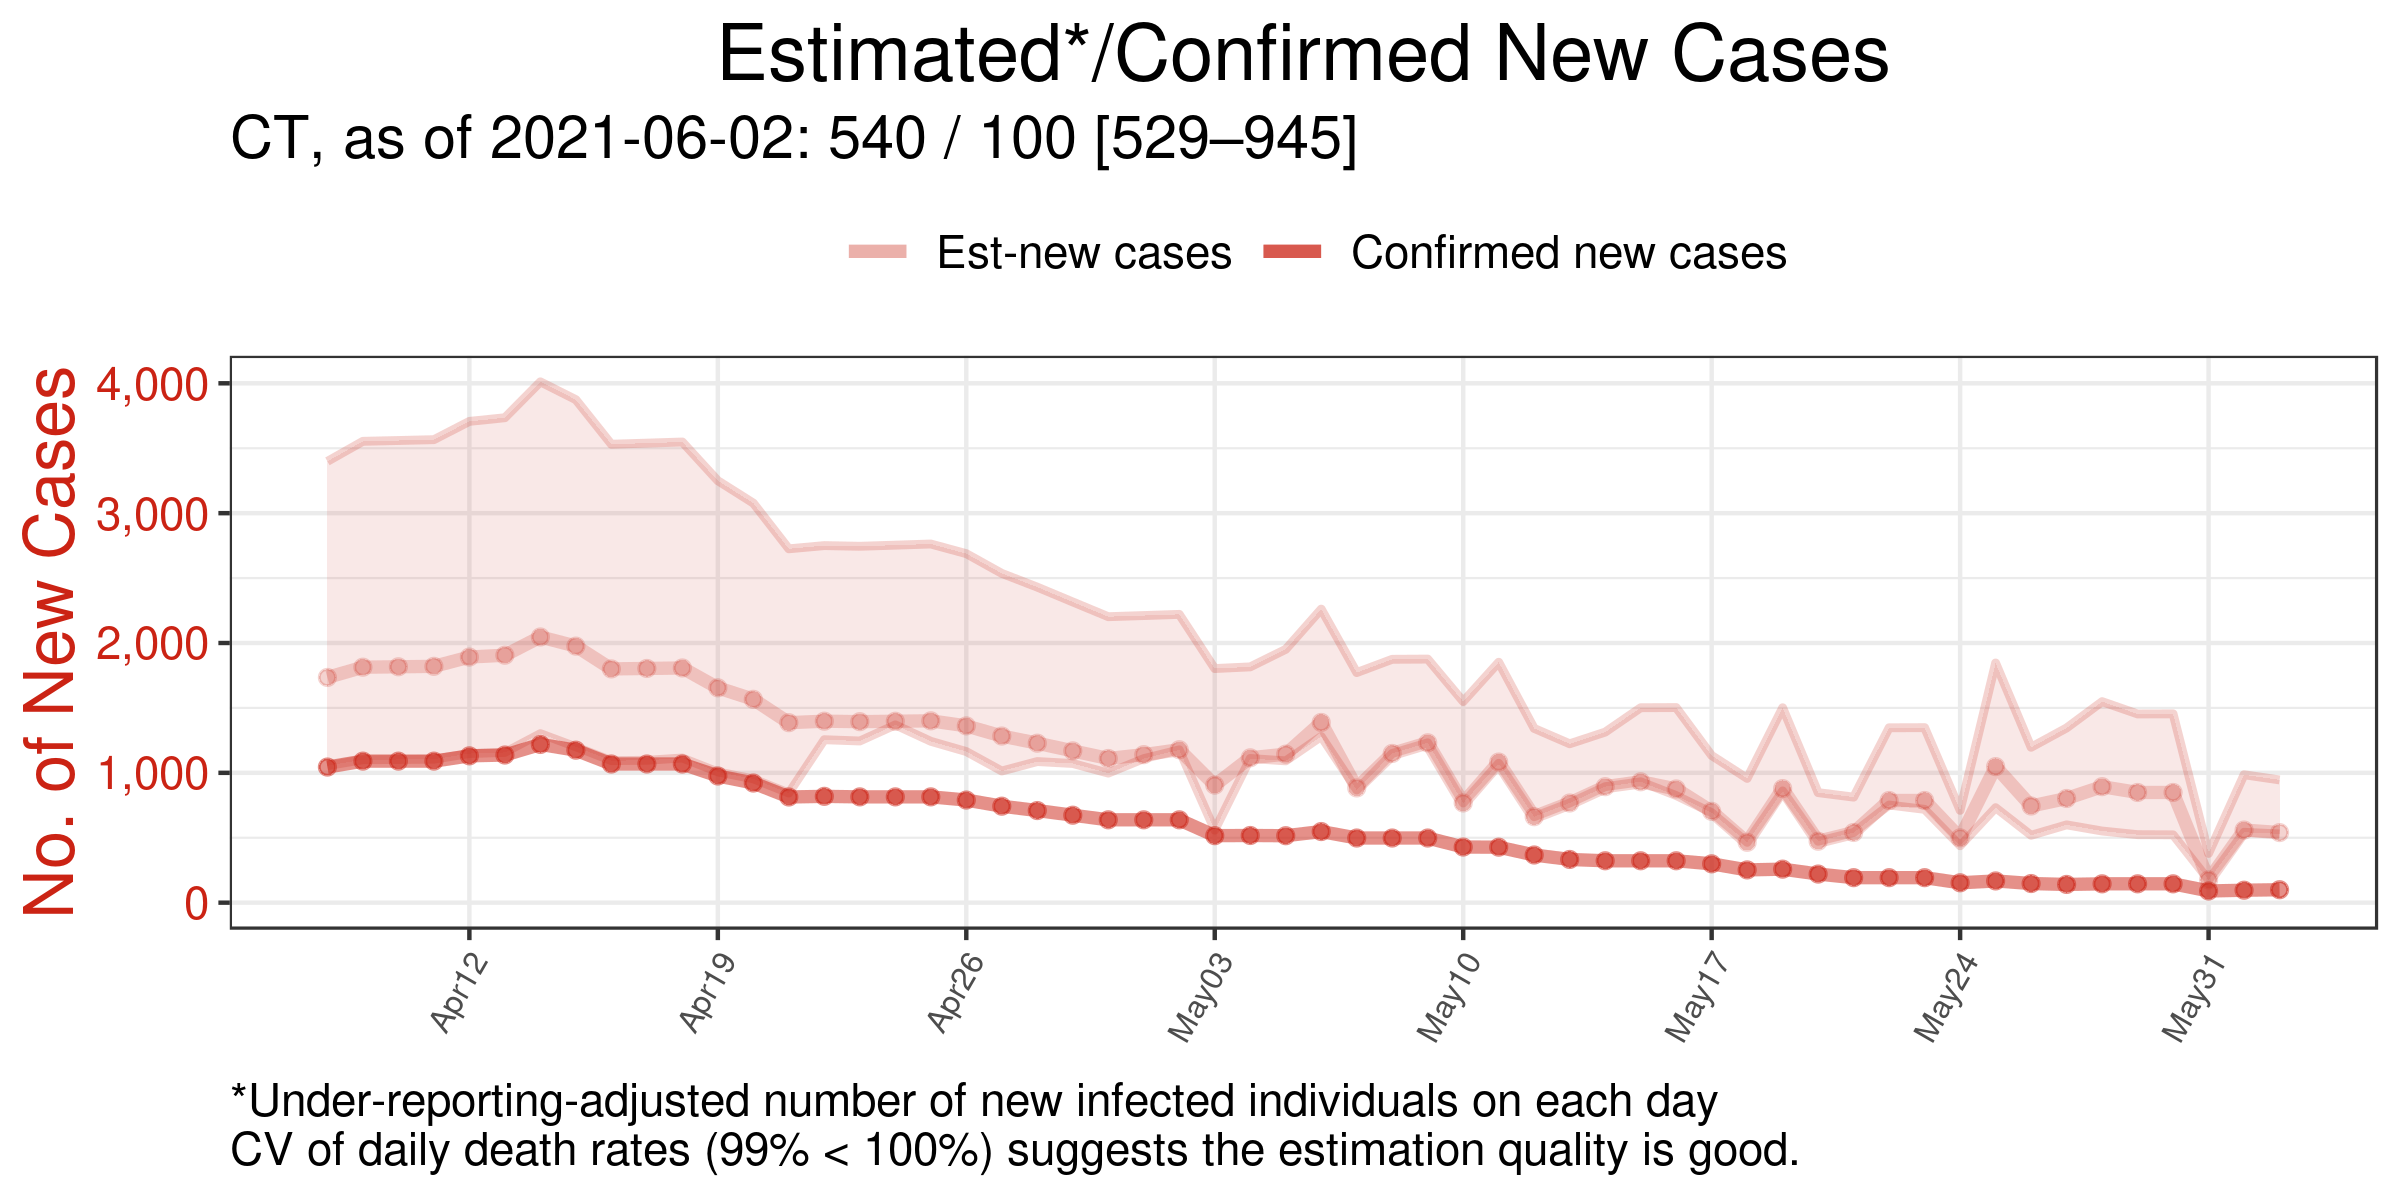 Estimated*/Confirmed New Cases
CT, as of 2021-06-02: 540 / 100 [529–945]
Est-new cases
Confirmed new cases
No. of New Cases
4,000
3,000
2,000
1,000
0
Apr12
Apr19
Apr26
May03
May10
May17
May24
May31
*Under-reporting-adjusted number of new infected individuals on each day
CV of daily death rates (99% < 100%) suggests the estimation quality is good.